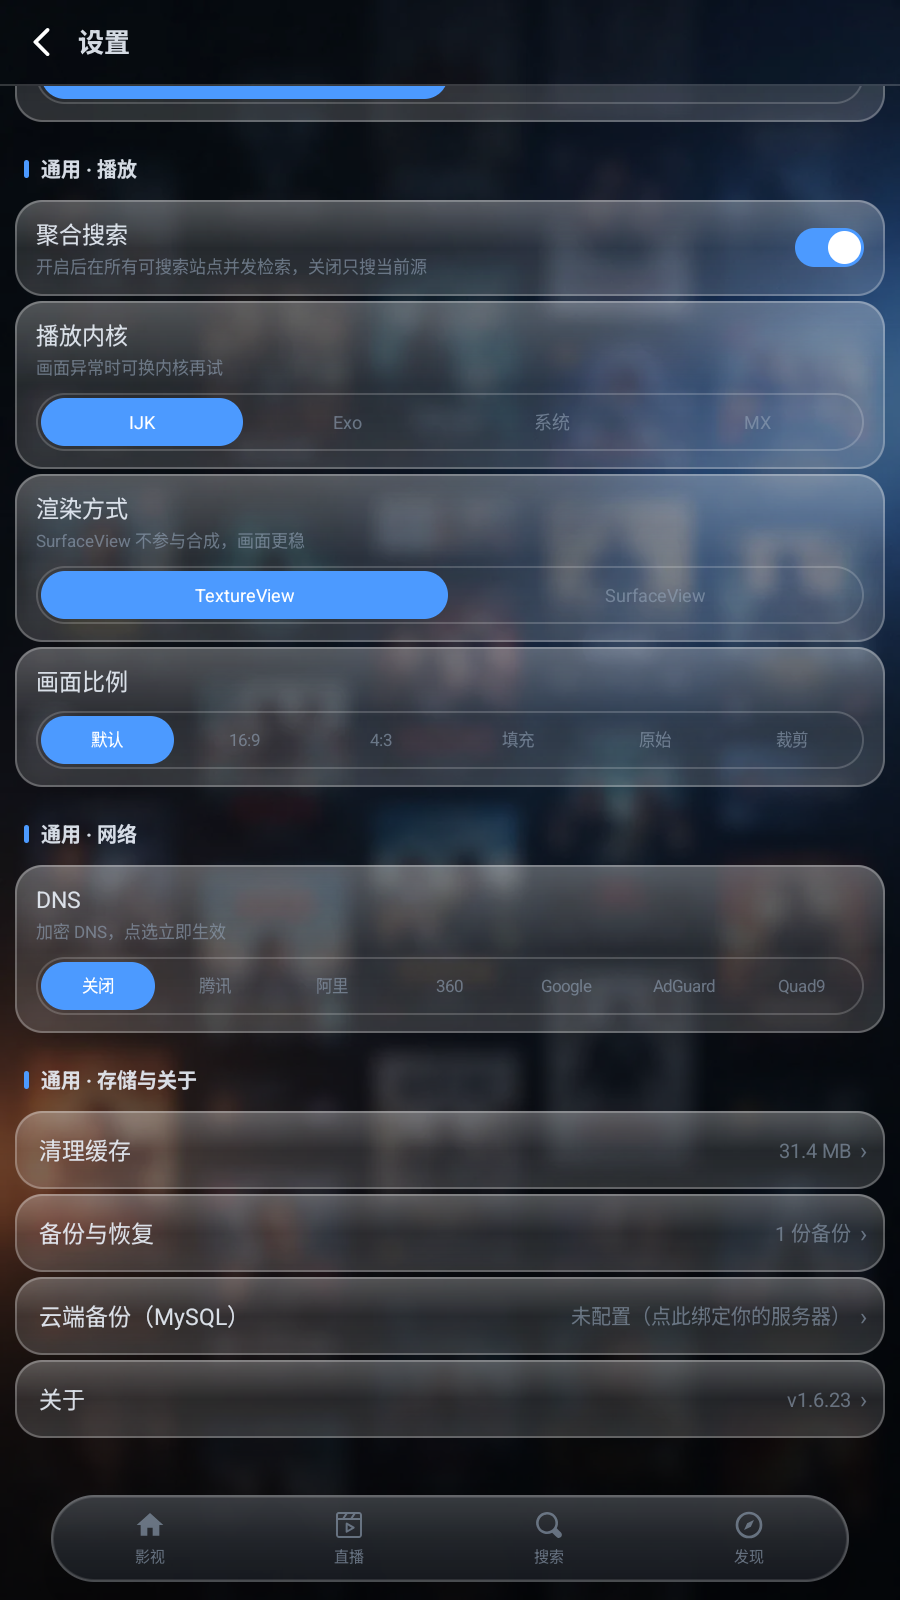 设置
通用 · 播放
聚合搜索
开启后在所有可搜索站点并发检索，关闭只搜当前源
播放内核
画面异常时可换内核再试
IJK Exo 系统 MX
渲染方式
SurfaceView 不参与合成，画面更稳
TextureView SurfaceView
画面比例
默认 16:9 4:3 填充 原始 裁剪
通用 · 网络
DNS
加密 DNS，点选立即生效
关闭 腾讯 阿里 360 Google AdGuard Quad9
通用 · 存储与关于
清理缓存 31.4 MB ›
备份与恢复 1 份备份 ›
云端备份（MySQL） 未配置（点此绑定你的服务器） ›
关于 v1.6.23 ›
影视 直播 搜索 发现